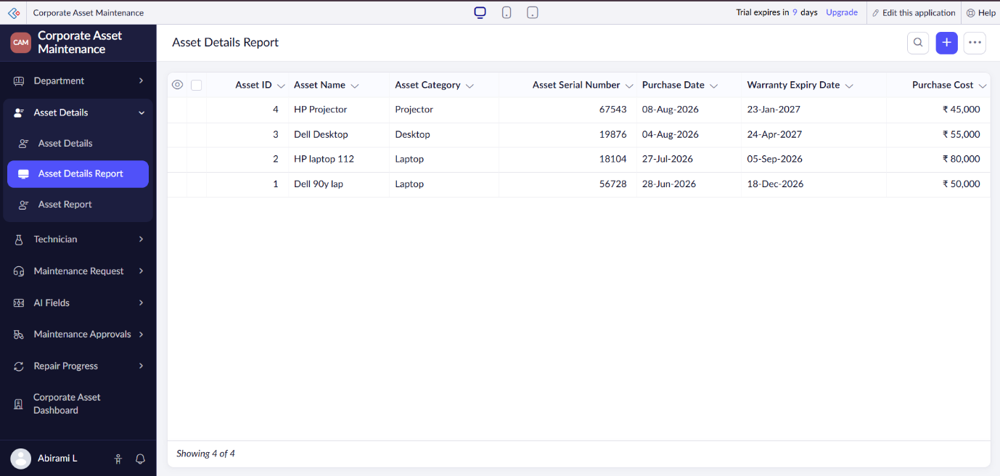 Corporate Asset Maintenance
Trial expires in 9 days Upgrade Edit this application Help
CAM
Corporate Asset
Maintenance
Department
Asset Details
Asset Details
Asset Details Report
Asset Report
Technician
Maintenance Request
AI Fields
Maintenance Approvals
Repair Progress
Corporate Asset
Dashboard
Abirami L
Asset Details Report
Asset ID Asset Name Asset Category Asset Serial Number Purchase Date Warranty Expiry Date Purchase Cost
4 HP Projector Projector 67543 08-Aug-2026 23-Jan-2027 ₹ 45,000
3 Dell Desktop Desktop 19876 04-Aug-2026 24-Apr-2027 ₹ 55,000
2 HP laptop 112 Laptop 18104 27-Jul-2026 05-Sep-2026 ₹ 80,000
1 Dell 90y lap Laptop 56728 28-Jun-2026 18-Dec-2026 ₹ 50,000
Showing 4 of 4